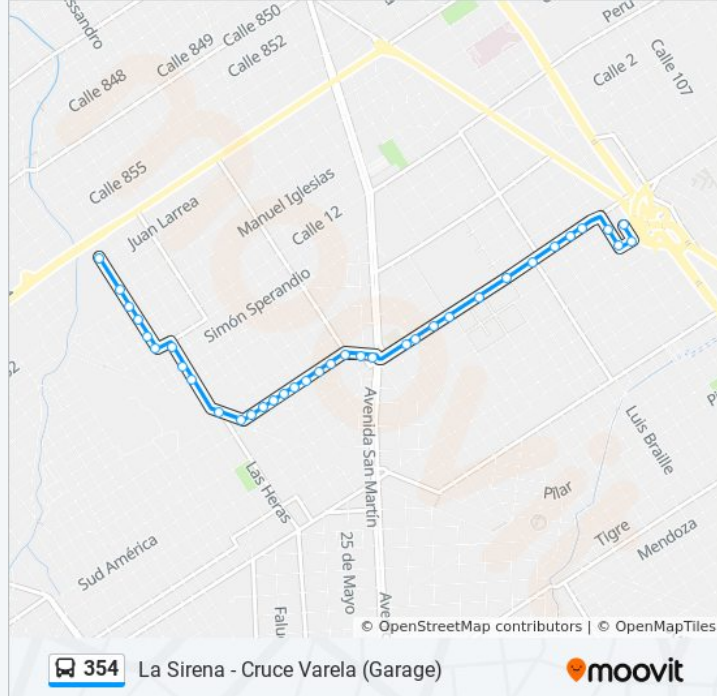 Peru
Calle 850
Calle 849
Calle 852
Calle 2
Calle 107
Calle 848
Calle 855
Manuel Iglesias
Juan Larrea
Calle 12
Simón Sperandio
Avenida San Martín
Luis Braille
Las Heras
Pilar
Tigre
Mendoza
25 de Mayo
Sud América
© OpenStreetMap contributors | © OpenMapTiles
354 La Sirena - Cruce Varela (Garage) moovit